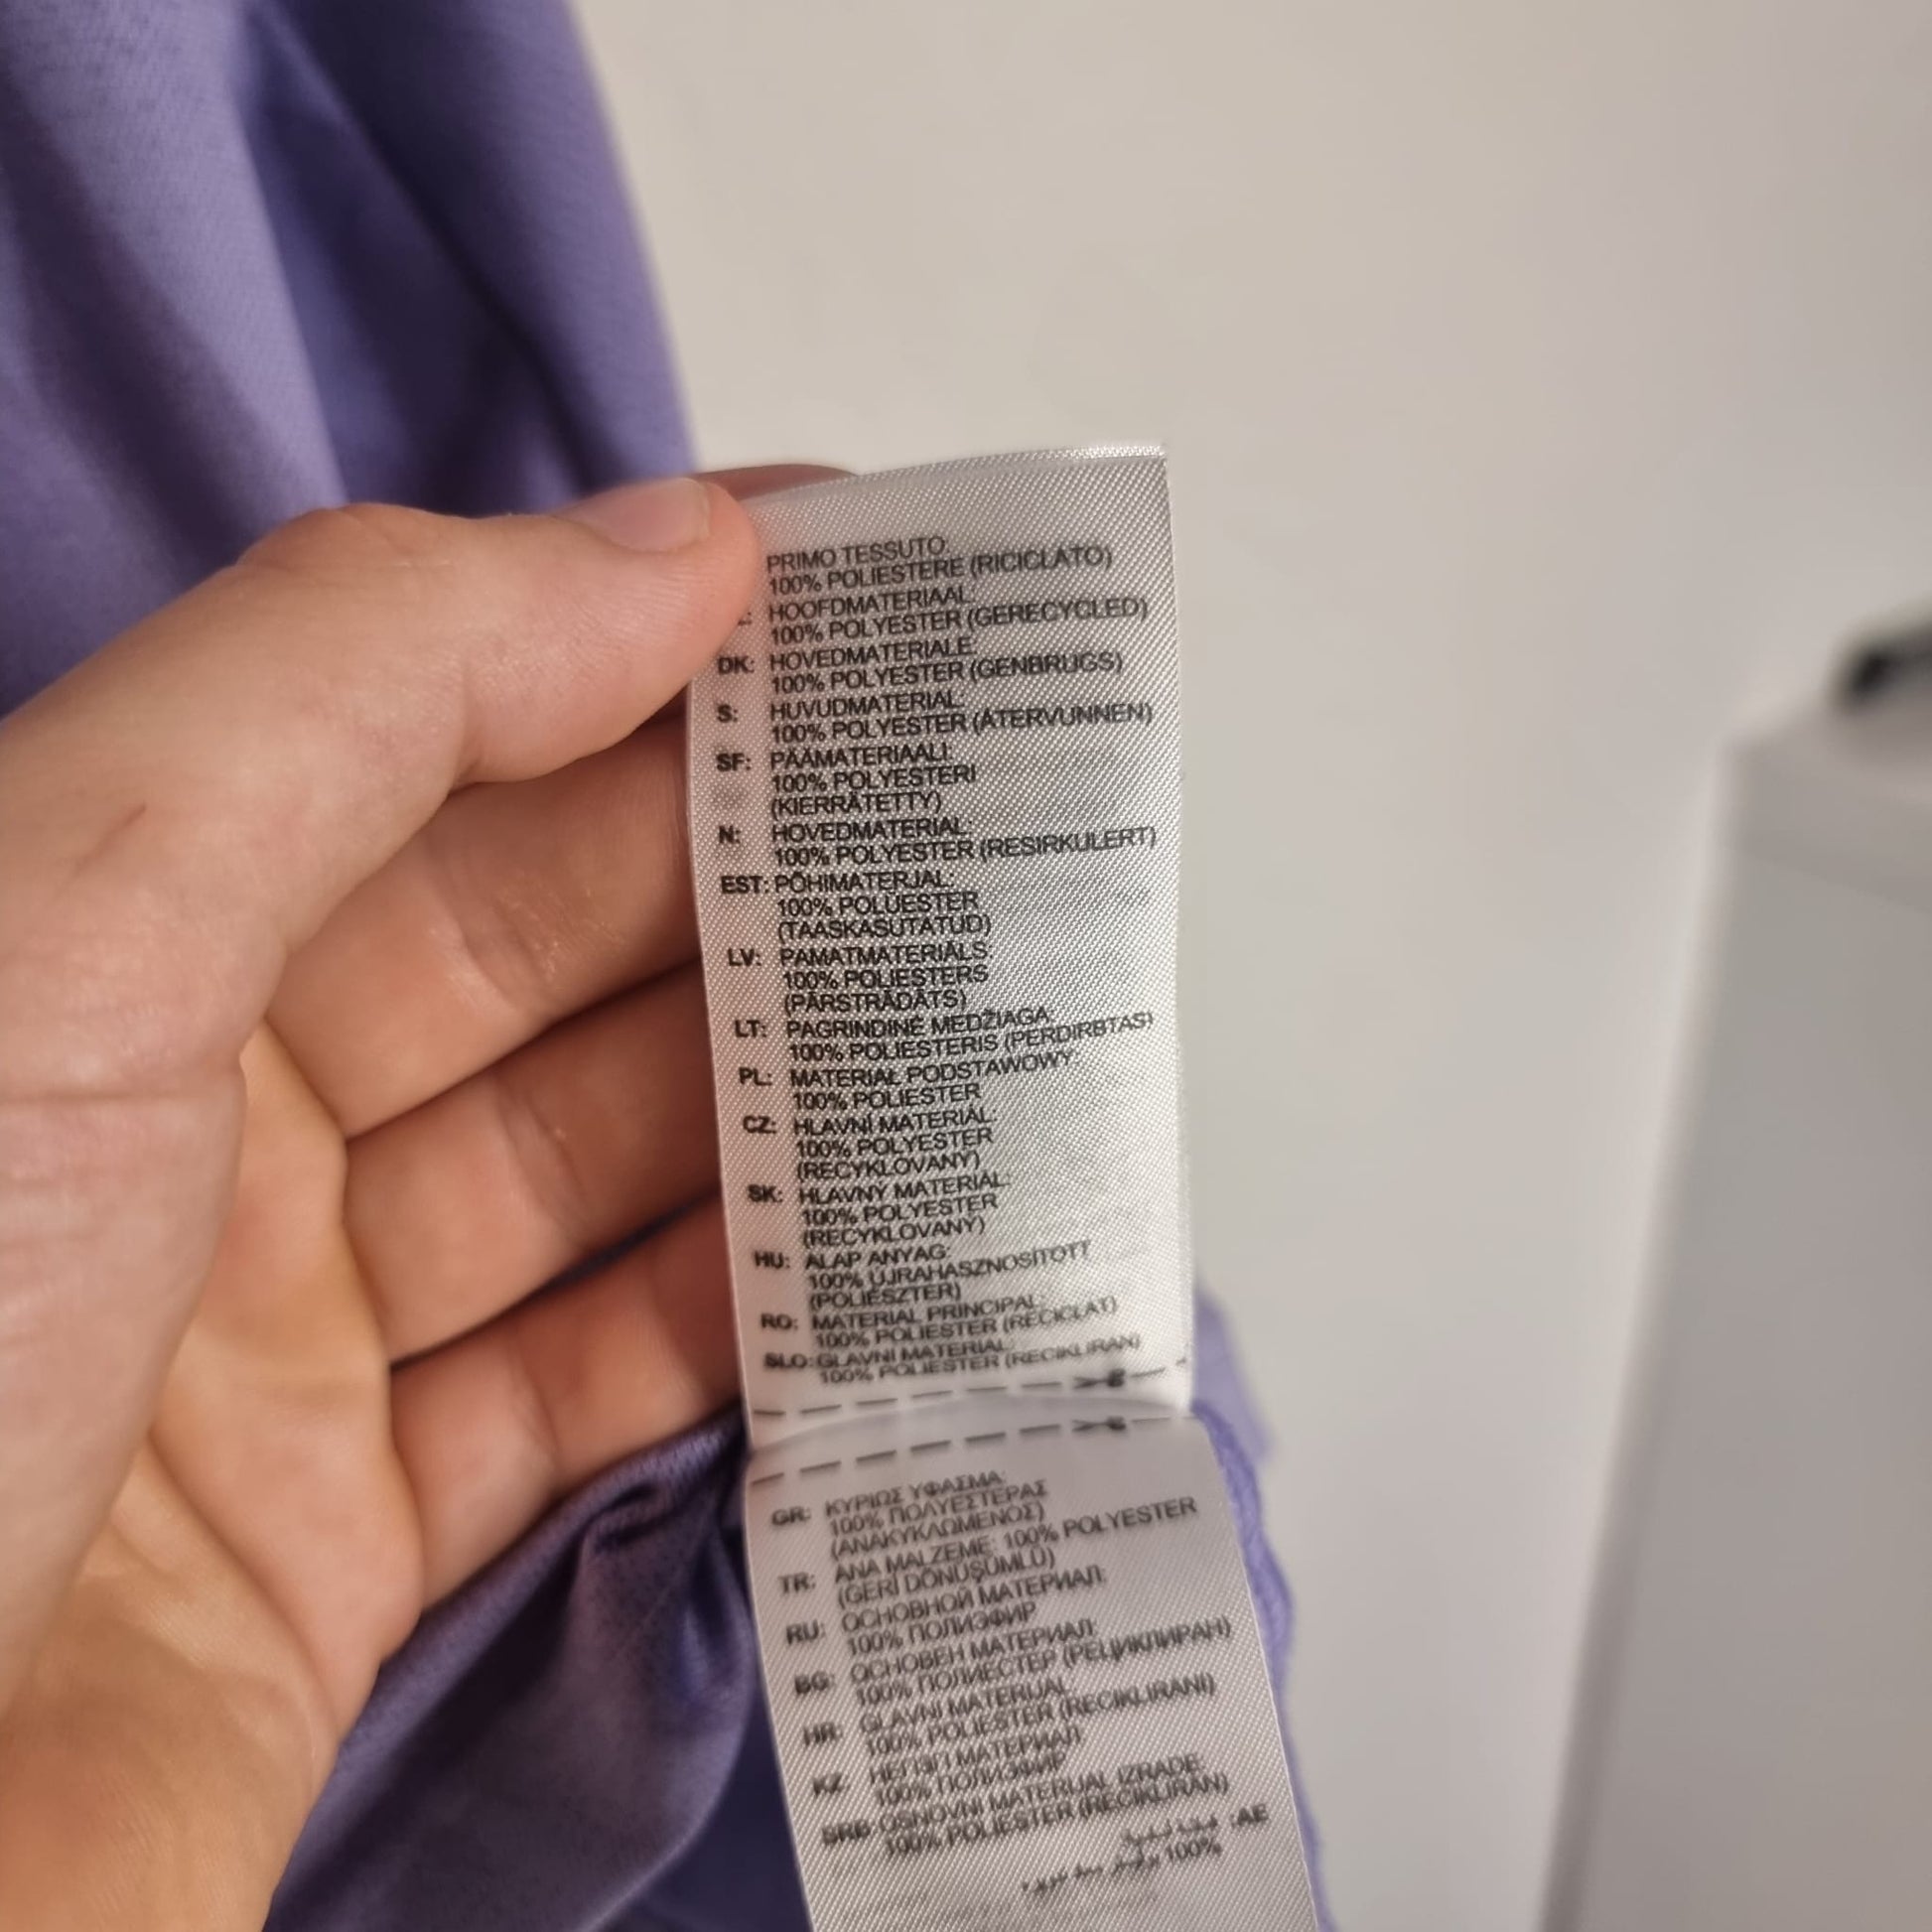 PRIMO TESSUTO:
100% POLIESTERE (RICICLATO)
HOOFDMATERIAAL:
100% POLYESTER (GERECYCLED)
DK: HOVEDMATERIALE:
100% POLYESTER (GENBRUGS)
S: HUVUDMATERIAL:
100% POLYESTER (ÅTERVUNNEN)
SF: PÄÄMATERIAALI:
100% POLYESTERI
(KIERRÄTETTY)
N: HOVEDMATERIAL:
100% POLYESTER (RESIRKULERT)
EST: PÕHIMATERJAL:
100% POLÜESTER
(TAASKASUTATUD)
LV: PAMATMATERIĀLS
100% POLIESTERS
(PĀRSTRĀDĀTS)
LT: PAGRINDINĖ MEDŽIAGA:
100% POLIESTERIS (PERDIRBTAS)
PL: MATERIAŁ PODSTAWOWY:
100% POLIESTER
CZ: HLAVNÍ MATERIÁL:
100% POLYESTER
(RECYKLOVANÝ)
SK: HLAVNÝ MATERIÁL:
100% POLYESTER
(RECYKLOVANÝ)
HU: ALAP ANYAG:
100% ÚJRAHASZNOSÍTOTT
(POLIÉSZTER)
RO: MATERIAL PRINCIPAL:
100% POLIESTER (RECICLAT)
SLO: GLAVNI MATERIAL:
100% POLIESTER (RECIKLIRAN)
GR: ΚΥΡΙΩΣ ΥΦΑΣΜΑ:
100% ΠΟΛΥΕΣΤΕΡΑΣ
(ΑΝΑΚΥΚΛΩΜΕΝΟΣ)
TR: ANA MALZEME: 100% POLYESTER
(GERİ DÖNÜŞÜMLÜ)
RU: ОСНОВНОЙ МАТЕРИАЛ:
100% ПОЛИЭФИР
BG: ОСНОВЕН МАТЕРИАЛ:
100% ПОЛИЕСТЕР (РЕЦИКЛИРАН)
HR: GLAVNI MATERIJAL
100% POLIESTER (RECIKLIRANI)
KZ: НЕГІЗГІ МАТЕРИАЛ
100% ПОЛИЭФИР
SRB: OSNOVNI MATERIJAL IZRADE:
100% POLIESTER (RECIKLIRAN)
AE:
100%